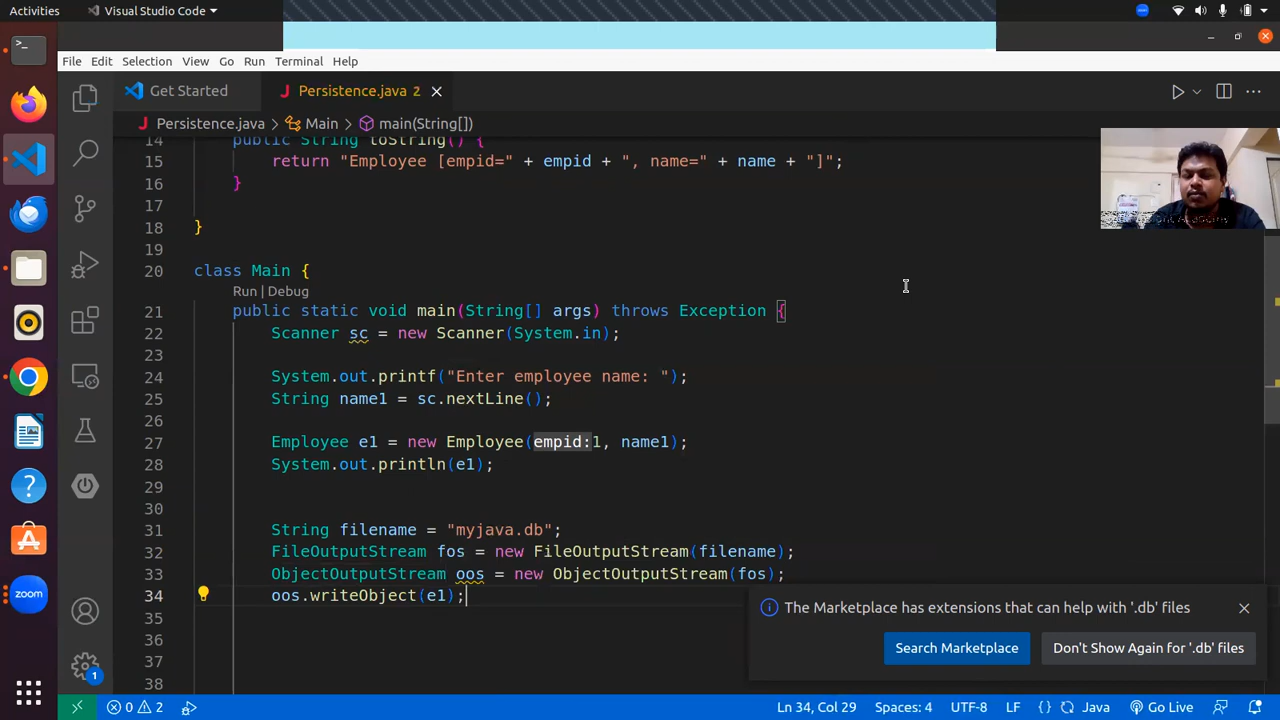 Activities
Visual Studio Code
File Edit Selection View Go Run Terminal Help
Get Started
Persistence.java 2
Persistence.java Main main(String[])
14 public String toString() {
15 return "Employee [empid=" + empid + ", name=" + name + "]";
16 }
17
18 }
19
20 class Main {
Run | Debug
21 public static void main(String[] args) throws Exception {
22 Scanner sc = new Scanner(System.in);
23
24 System.out.printf("Enter employee name: ");
25 String name1 = sc.nextLine();
26
27 Employee e1 = new Employee(empid:1, name1);
28 System.out.println(e1);
29
30
31 String filename = "myjava.db";
32 FileOutputStream fos = new FileOutputStream(filename);
33 ObjectOutputStream oos = new ObjectOutputStream(fos);
34 oos.writeObject(e1);
35
36
37
38
The Marketplace has extensions that can help with '.db' files
Search Marketplace
Don't Show Again for '.db' files
zoom
1
0 2
Ln 34, Col 29 Spaces: 4 UTF-8 LF {} Java Go Live